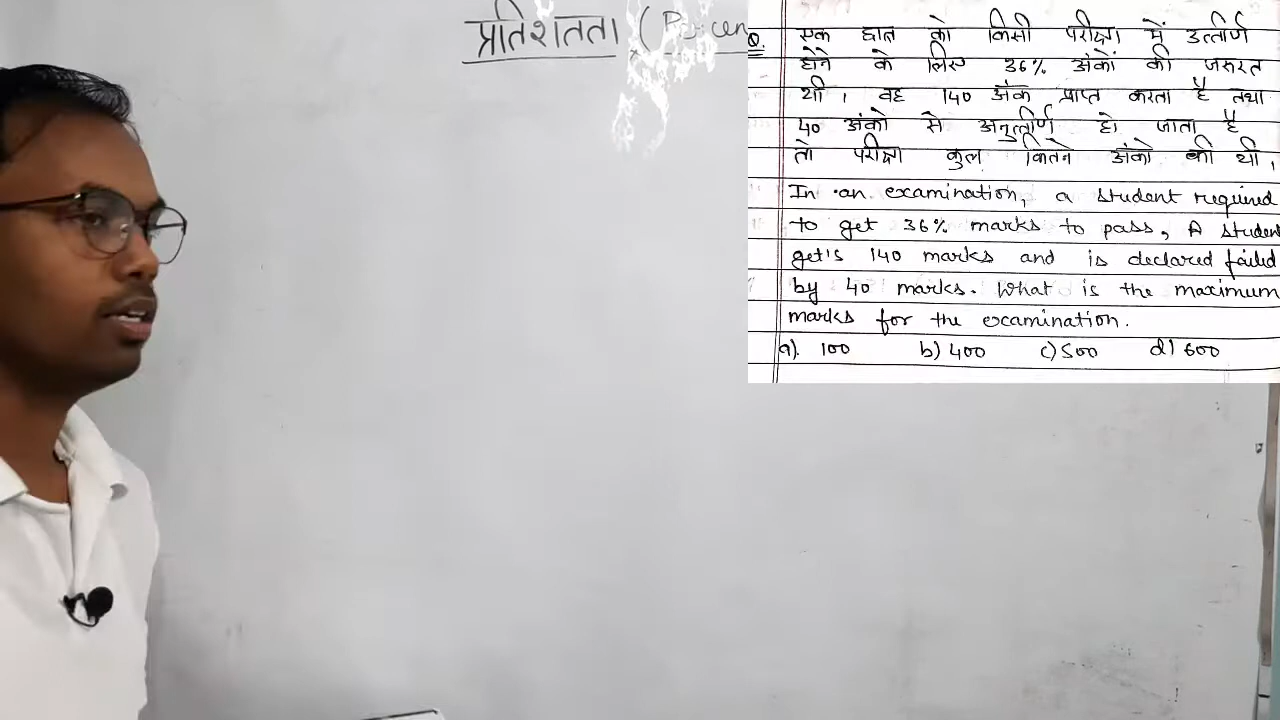 प्रतिशतता (Percen
Q. एक छात्र को किसी परीक्षा में उत्तीर्ण
होने के लिए 36% अंकों की जरुरत
थी। वह 140 अंक प्राप्त करता है तथा
40 अंको से अनुत्तीर्ण हो जाता है
तो परीक्षा कुल कितने अंको की थी।
In an examination, a student required
to get 36% marks to pass, A studen
get's 140 marks and is declared failed
by 40 marks. What is the maximum
marks for the examination.
a). 100 b) 400 c) 500 d) 600